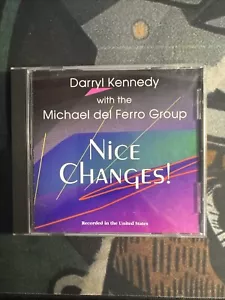 Darryl Kennedy
with the
Michael del Ferro Group
NICE
CHANGES!
Recorded in the United States